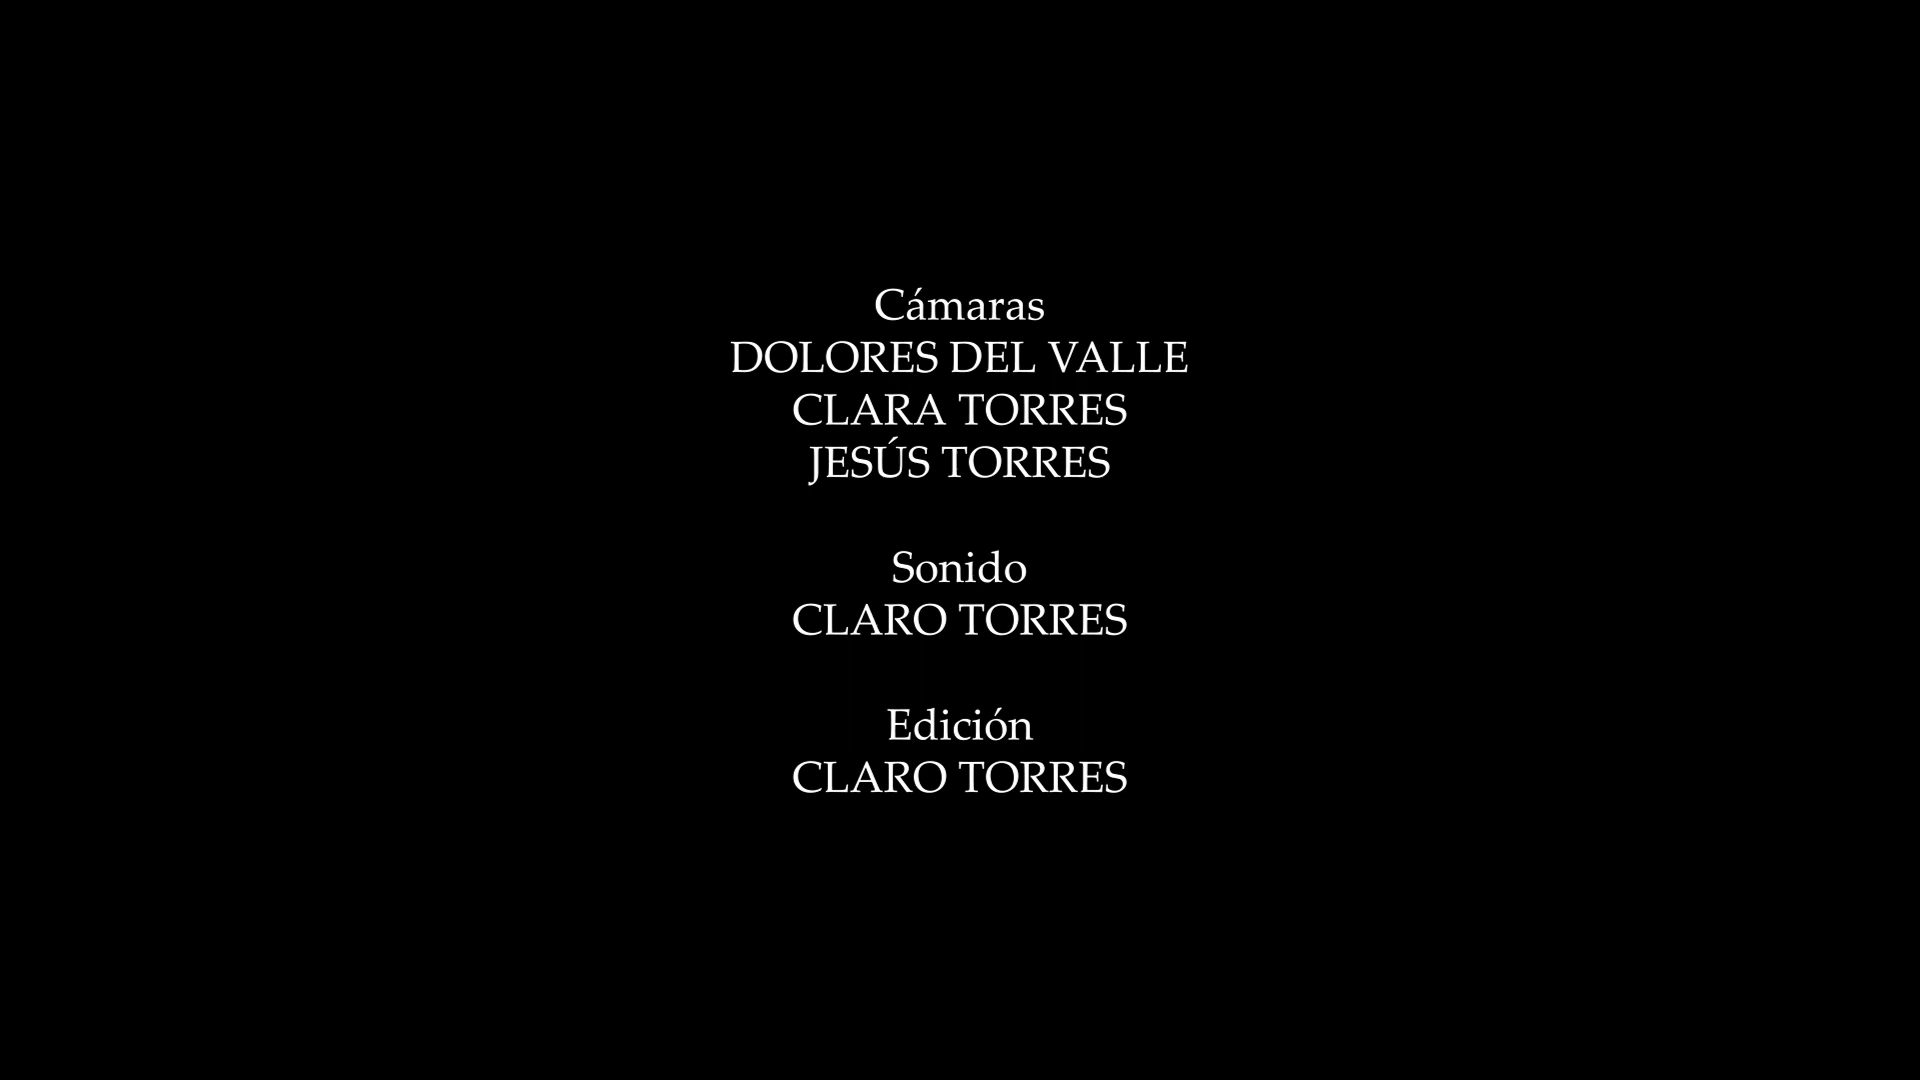 Cámaras
DOLORES DEL VALLE
CLARA TORRES
JESÚS TORRES
Sonido
CLARO TORRES
Edición
CLARO TORRES